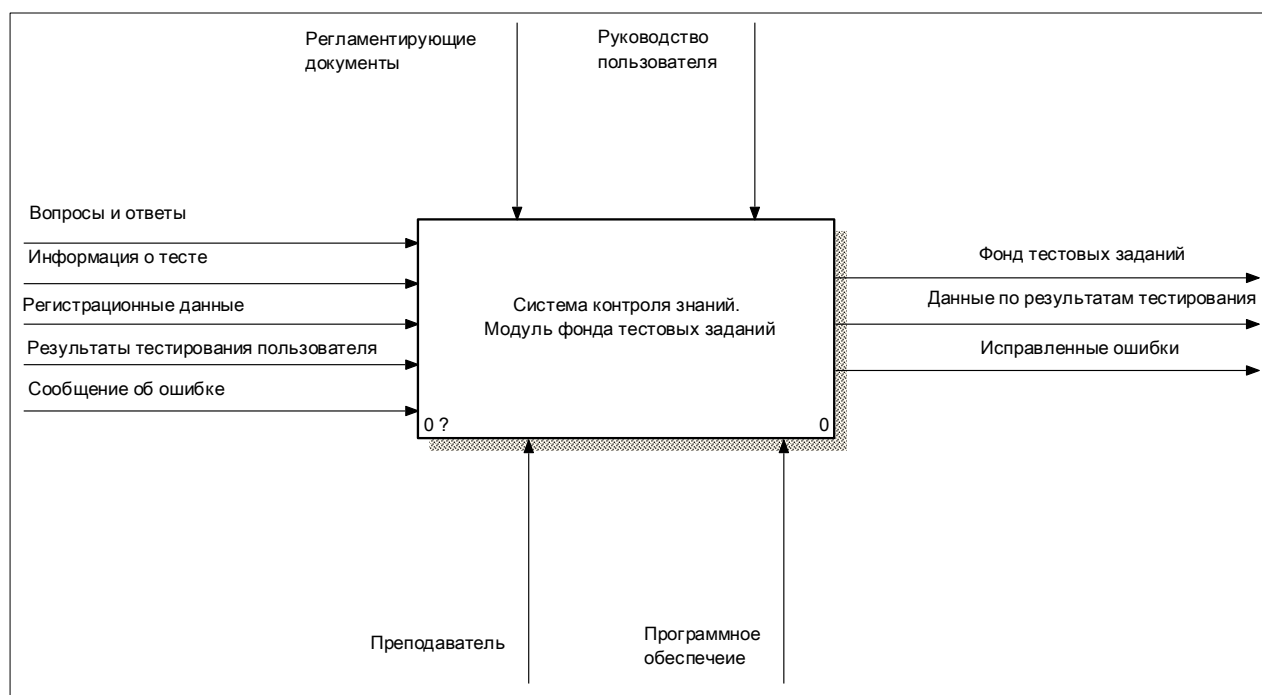 Регламентирующие
документы
Руководство
пользователя
Вопросы и ответы
Информация о тесте
Регистрационные данные
Результаты тестирования пользователя
Сообщение об ошибке
Система контроля знаний.
Модуль фонда тестовых заданий
0 ?
0
Фонд тестовых заданий
Данные по результатам тестирования
Исправленные ошибки
Преподаватель
Программное
обеспечеие